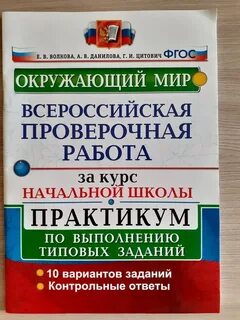 Е. В. ВОЛКОВА, А. В. ДАНИЛОВА, Г. И. ЦИТОВИЧ
ФГОС
ОКРУЖАЮЩИЙ МИР
ВСЕРОССИЙСКАЯ
ПРОВЕРОЧНАЯ
РАБОТА
за курс
НАЧАЛЬНОЙ ШКОЛЫ
ПРАКТИКУМ
ПО ВЫПОЛНЕНИЮ
ТИПОВЫХ ЗАДАНИЙ
• 10 вариантов заданий
• Контрольные ответы